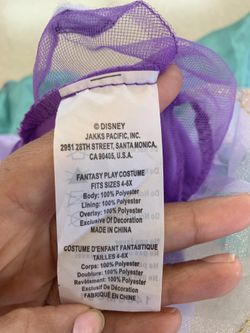 © DISNEY
JAKKS PACIFIC, INC.
2951 28TH STREET, SANTA MONICA,
CA 90405, U.S.A.
FANTASY PLAY COSTUME
FITS SIZES 4-6X
Body: 100% Polyester
Lining: 100% Polyester
Overlay: 100% Polyester
Exclusive Of Decoration
MADE IN CHINA
COSTUME D'ENFANT FANTASTIQUE
TAILLES 4-6X
Corps: 100% Polyester
Doublure: 100% Polyester
Revêtement: 100% Polyester
Exclusif De Décoration
FABRIQUÉ EN CHINE